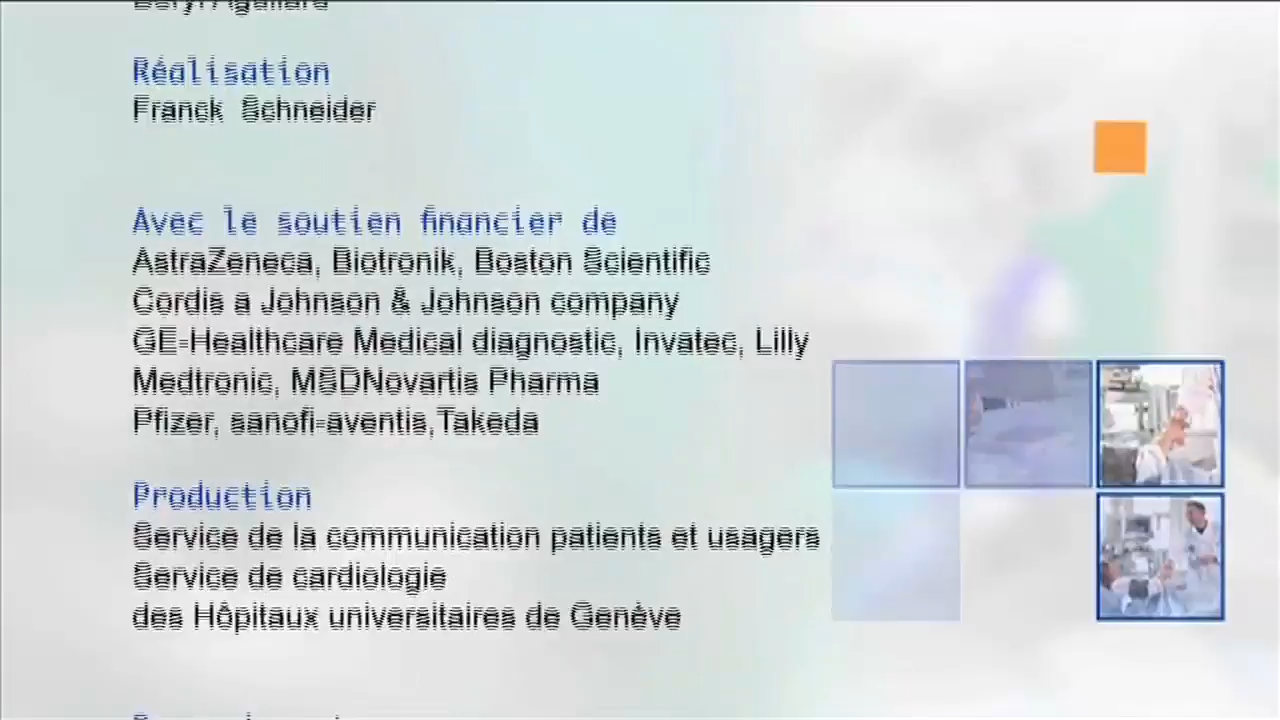 Réalisation
Franck Schneider
Avec le soutien financier de
AstraZeneca, Biotronik, Boston Scientific
Cordis a Johnson & Johnson company
GE-Healthcare Medical diagnostic, Invatec, Lilly
Medtronic, MSDNovartis Pharma
Pfizer, sanofi-aventis,Takeda
Production
Service de la communication patients et usagers
Service de cardiologie
des Hôpitaux universitaires de Genève